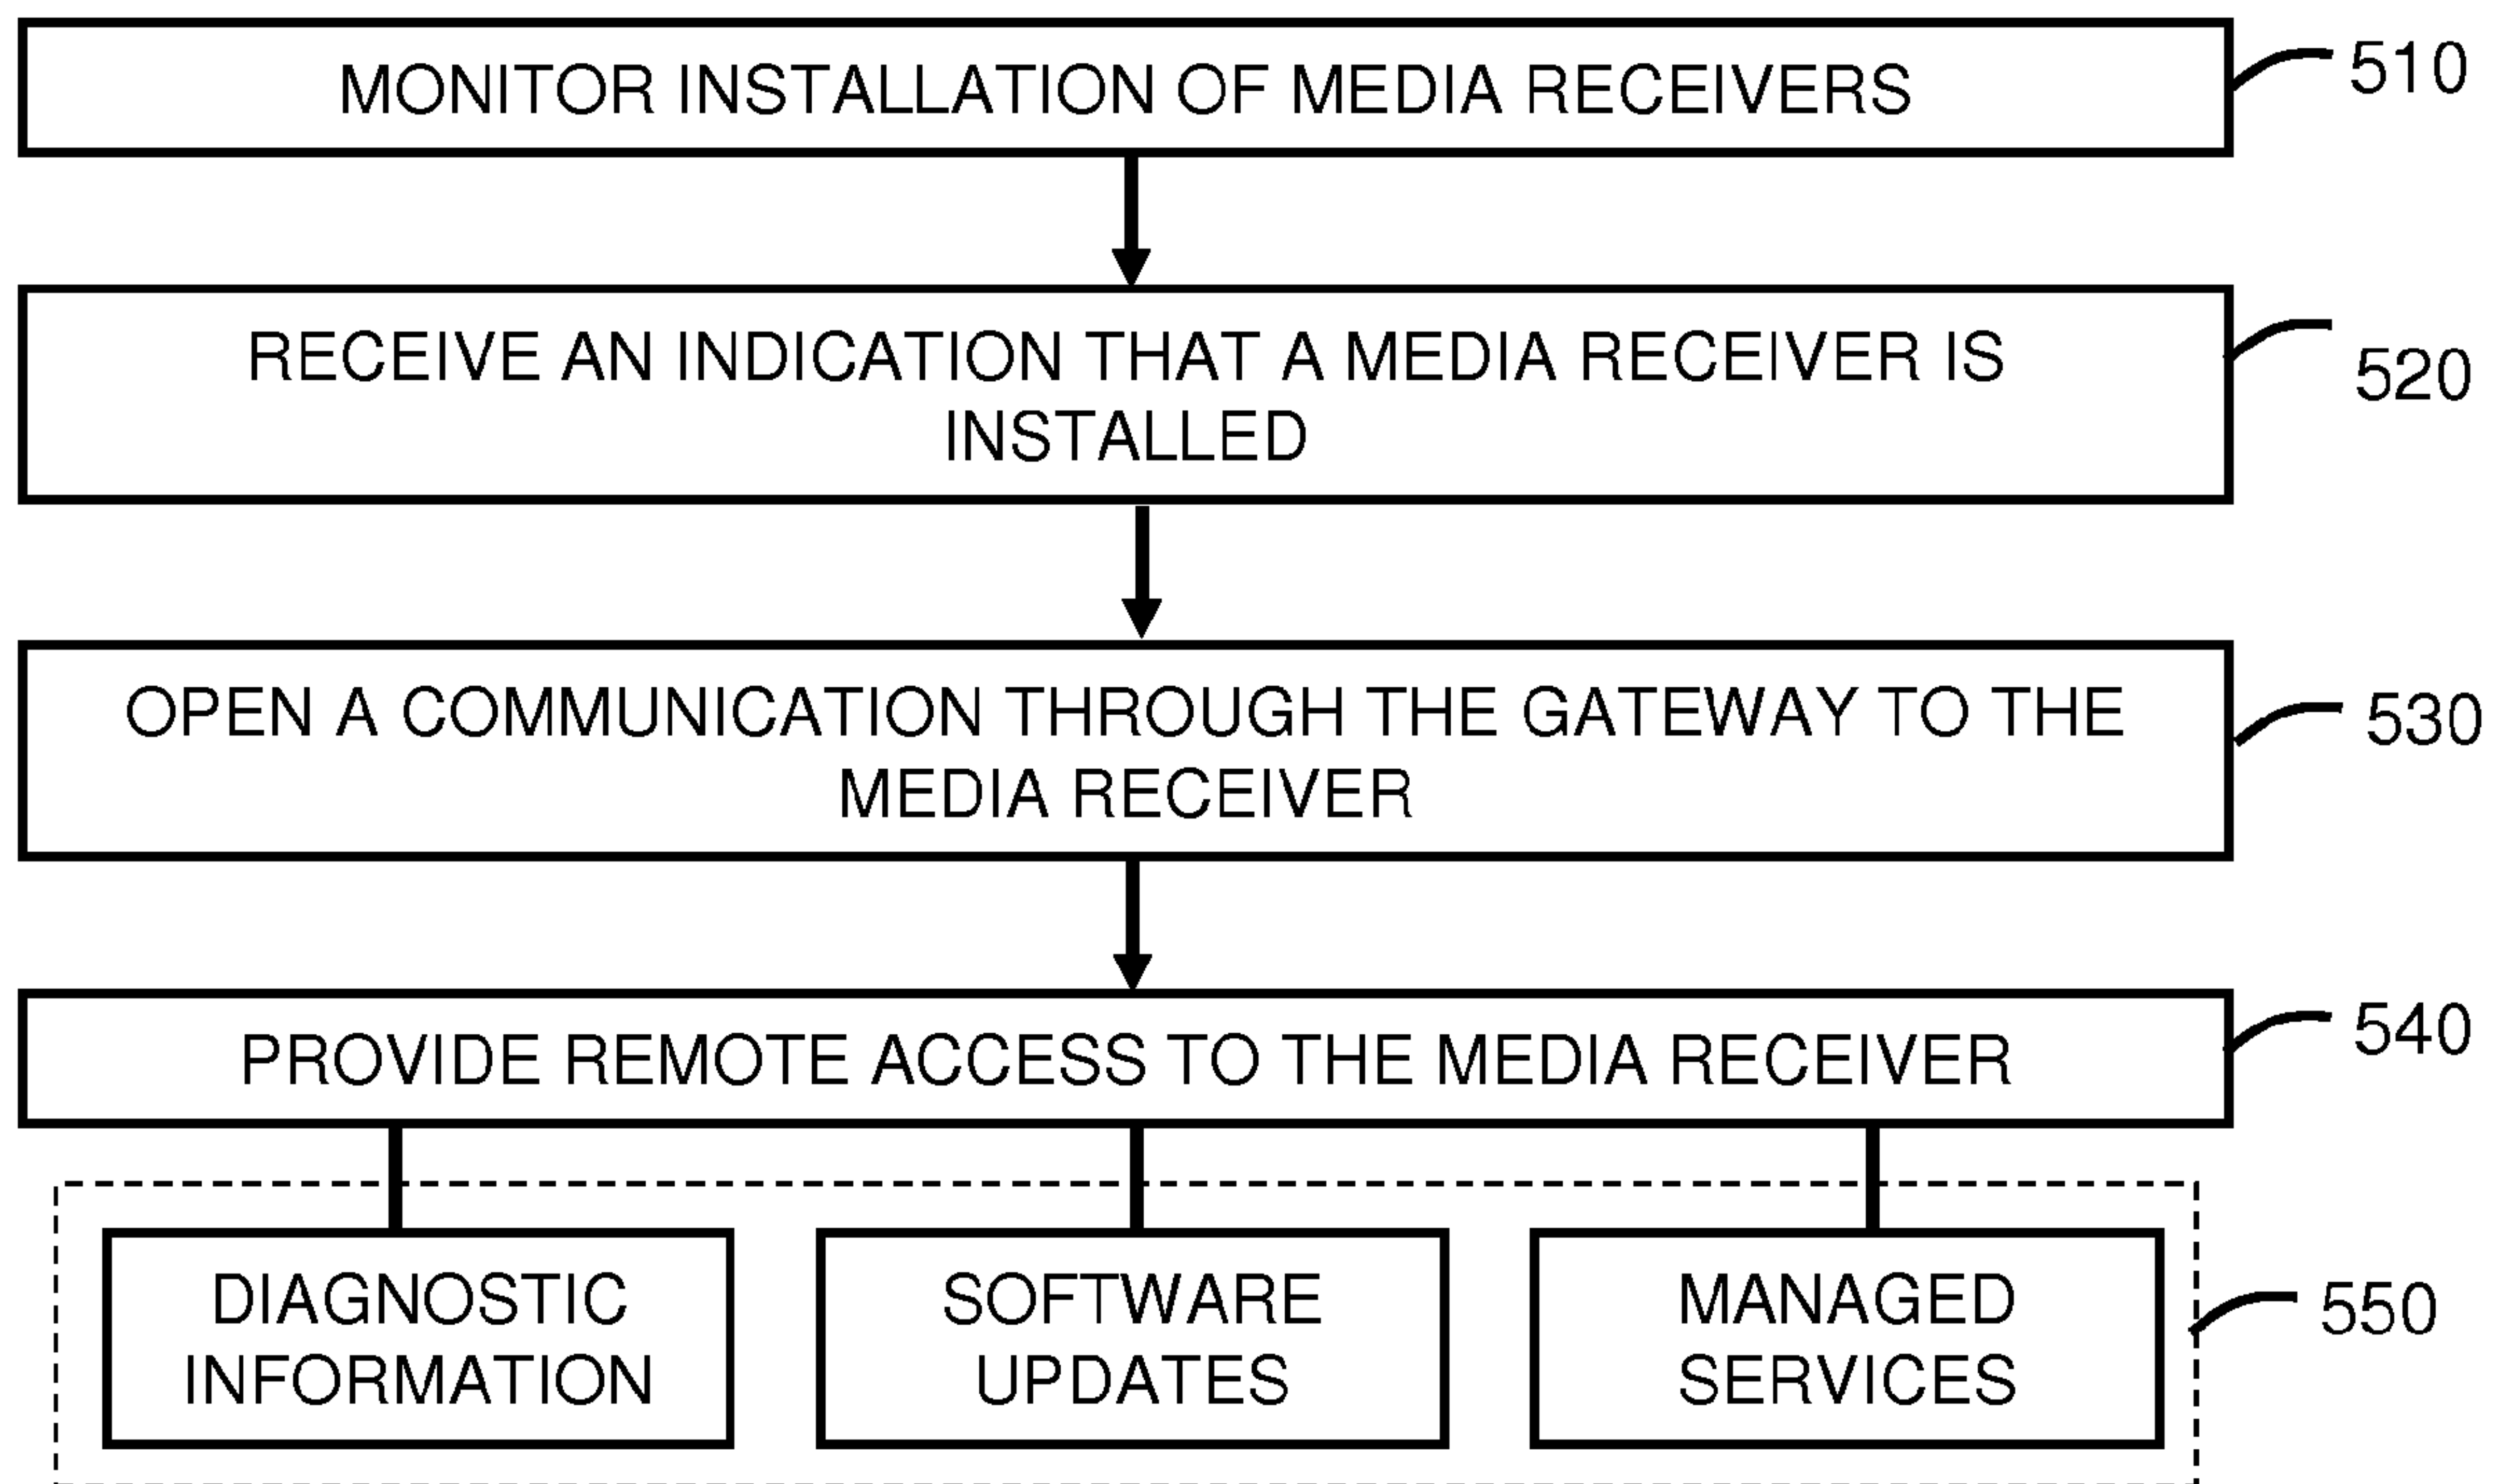 MONITOR INSTALLATION OF MEDIA RECEIVERS
510
RECEIVE AN INDICATION THAT A MEDIA RECEIVER IS
INSTALLED
520
OPEN A COMMUNICATION THROUGH THE GATEWAY TO THE
MEDIA RECEIVER
530
PROVIDE REMOTE ACCESS TO THE MEDIA RECEIVER
540
DIAGNOSTIC
INFORMATION
SOFTWARE
UPDATES
MANAGED
SERVICES
550